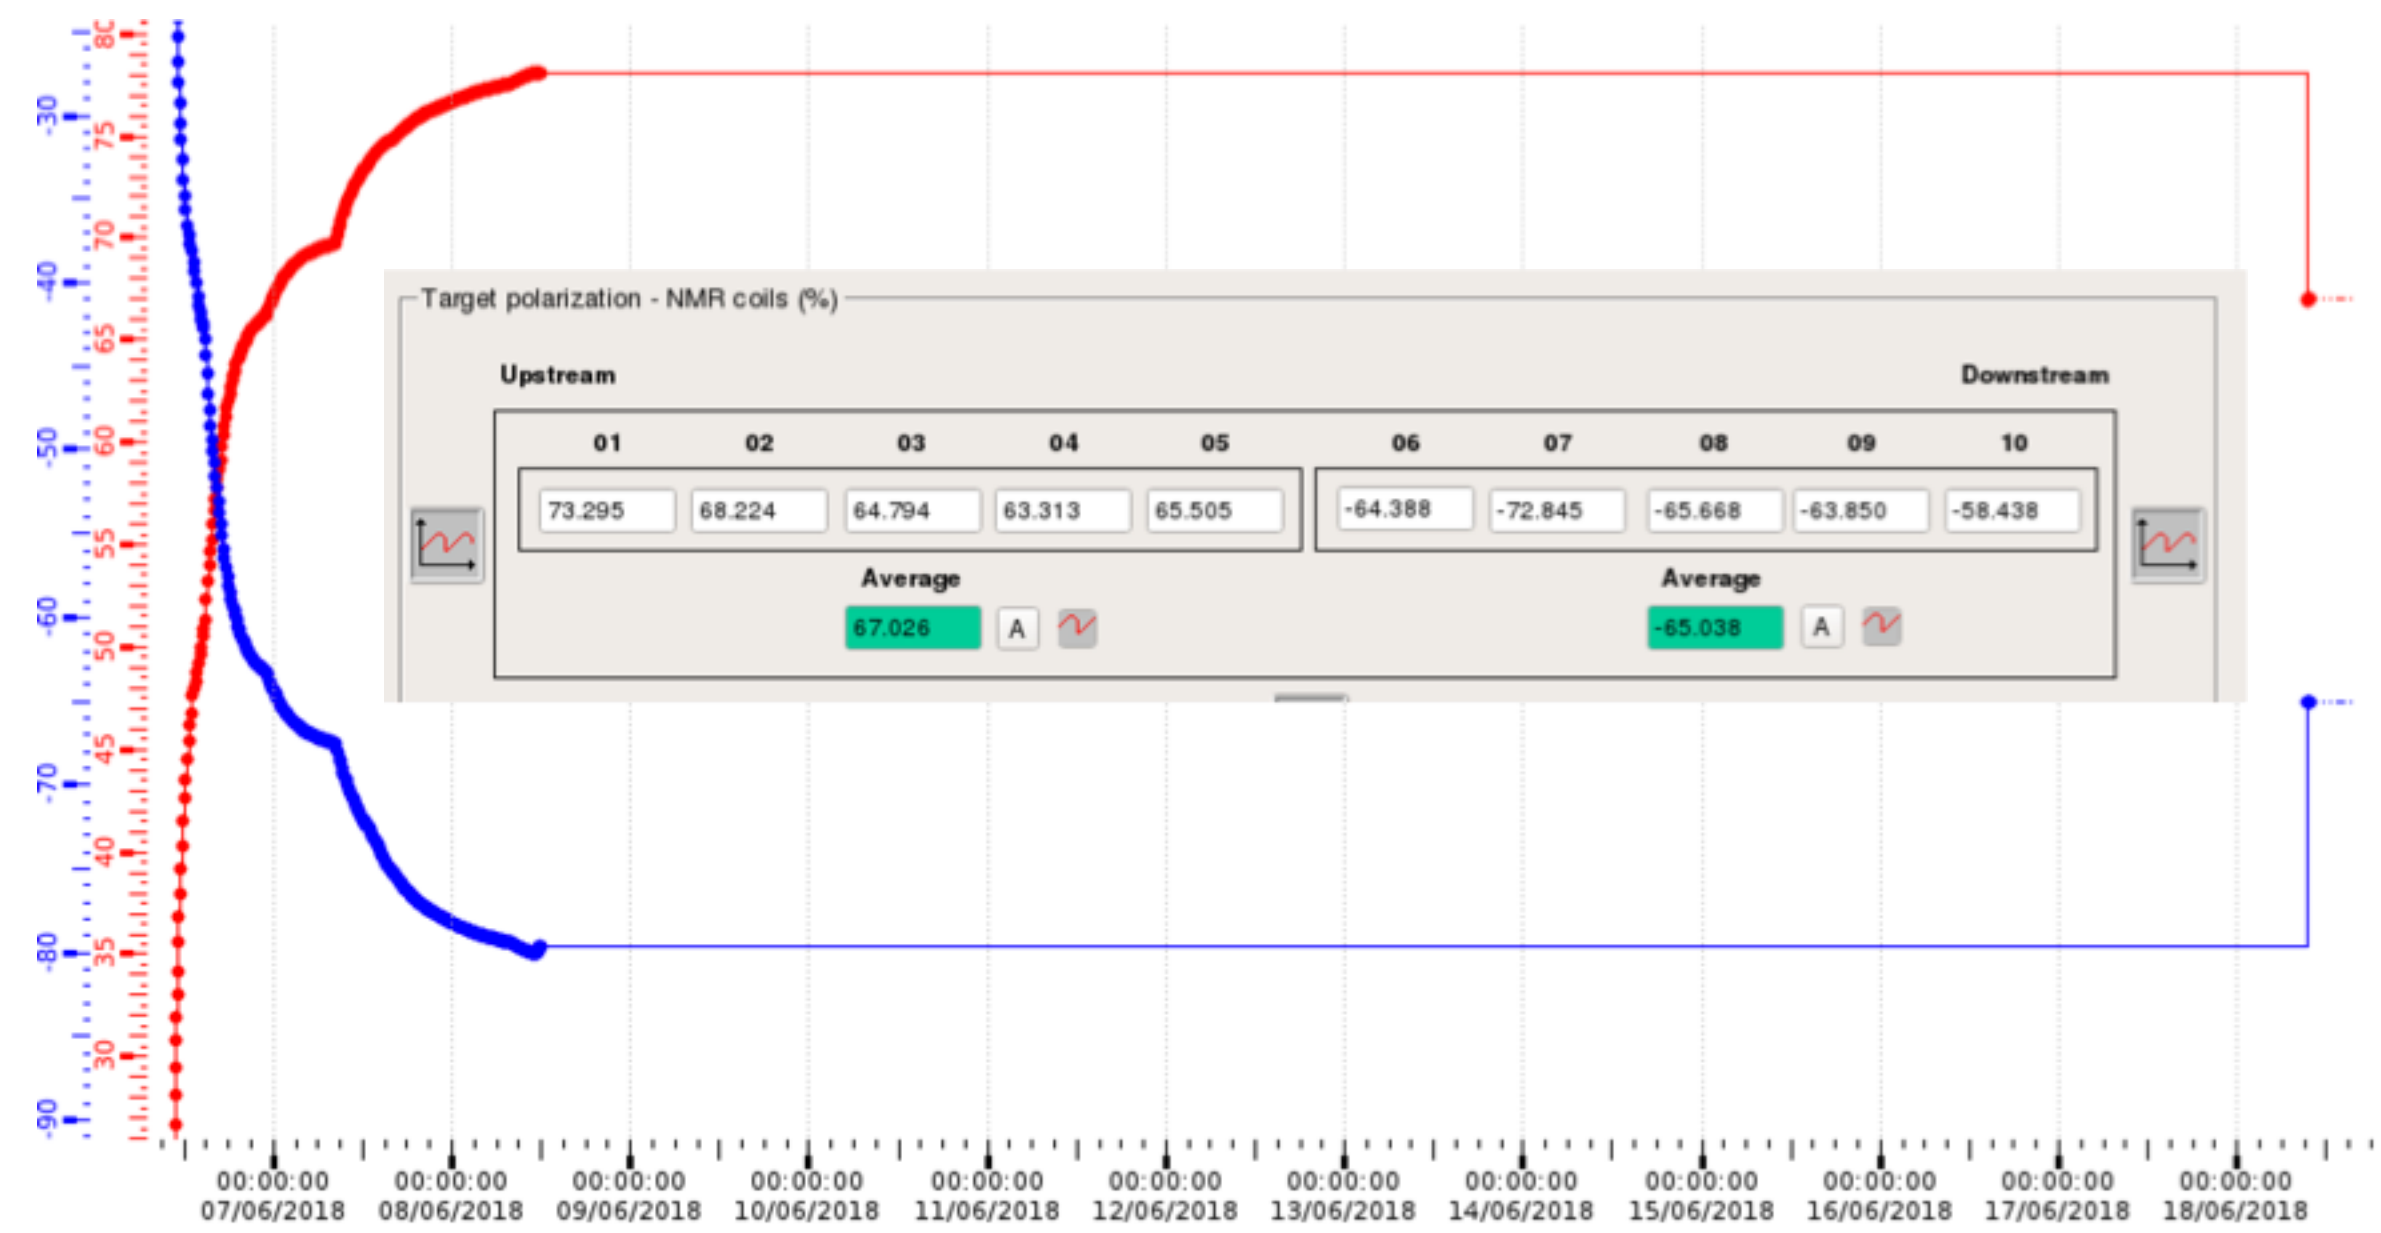 80
75
70
65
60
55
50
45
40
35
30
-30
-40
-50
-60
-70
-80
-90
Target polarization - NMR coils (%)
Upstream Downstream
01 02 03 04 05 06 07 08 09 10
73.295 68.224 64.794 63.313 65.505 -64.388 -72.845 -65.668 -63.850 -58.438
Average Average
67.026 A -65.038 A
00:00:00 00:00:00 00:00:00 00:00:00 00:00:00 00:00:00 00:00:00 00:00:00 00:00:00 00:00:00 00:00:00 00:00:00
07/06/2018 08/06/2018 09/06/2018 10/06/2018 11/06/2018 12/06/2018 13/06/2018 14/06/2018 15/06/2018 16/06/2018 17/06/2018 18/06/2018